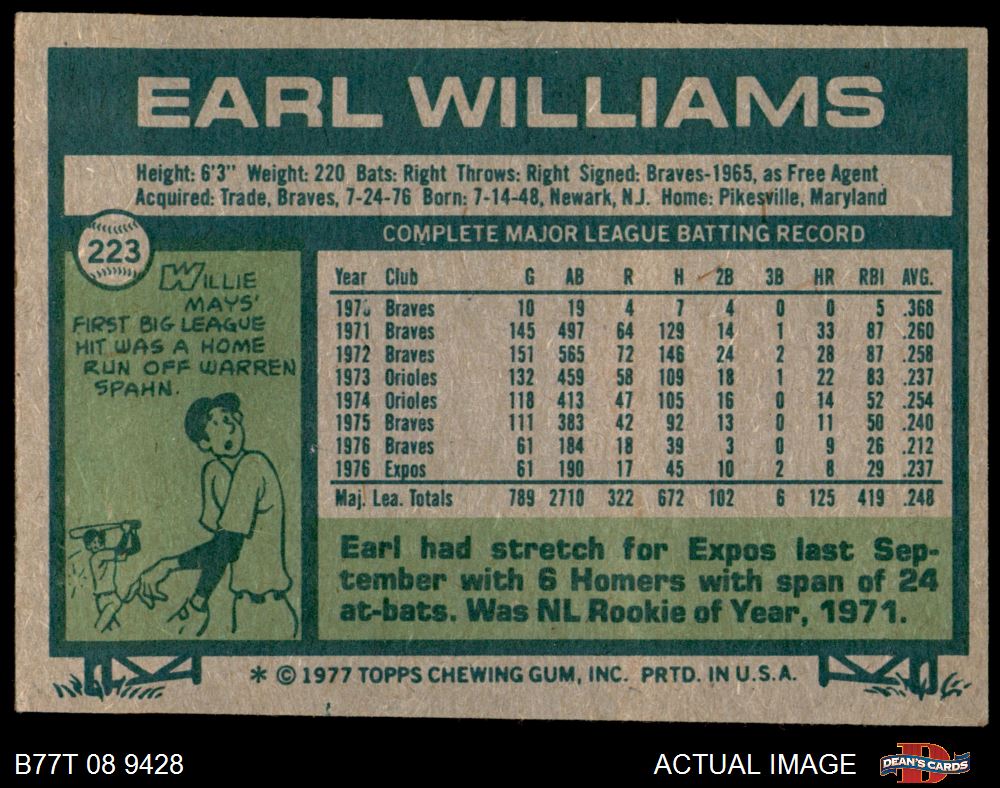 EARL WILLIAMS
Height: 6'3" Weight: 220 Bats: Right Throws: Right Signed: Braves-1965, as Free Agent
Acquired: Trade, Braves, 7-24-76 Born: 7-14-48, Newark, N.J. Home: Pikesville, Maryland
223
WILLIE
MAYS'
FIRST BIG LEAGUE
HIT WAS A HOME
RUN OFF WARREN
SPAHN.
COMPLETE MAJOR LEAGUE BATTING RECORD
Year Club G AB R H 2B 3B HR RBI AVG.
1970 Braves 10 19 4 7 4 0 0 5 .368
1971 Braves 145 497 64 129 14 1 33 87 .260
1972 Braves 151 565 72 146 24 2 28 87 .258
1973 Orioles 132 459 58 109 18 1 22 83 .237
1974 Orioles 118 413 47 105 16 0 14 52 .254
1975 Braves 111 383 42 92 13 0 11 50 .240
1976 Braves 61 184 18 39 3 0 9 26 .212
1976 Expos 61 190 17 45 10 2 8 29 .237
Maj. Lea. Totals 789 2710 322 672 102 6 125 419 .248
Earl had stretch for Expos last Sep-
tember with 6 Homers with span of 24
at-bats. Was NL Rookie of Year, 1971.
* © 1977 TOPPS CHEWING GUM, INC. PRTD. IN U.S.A.
B77T 08 9428
ACTUAL IMAGE
D
DEAN'S CARDS